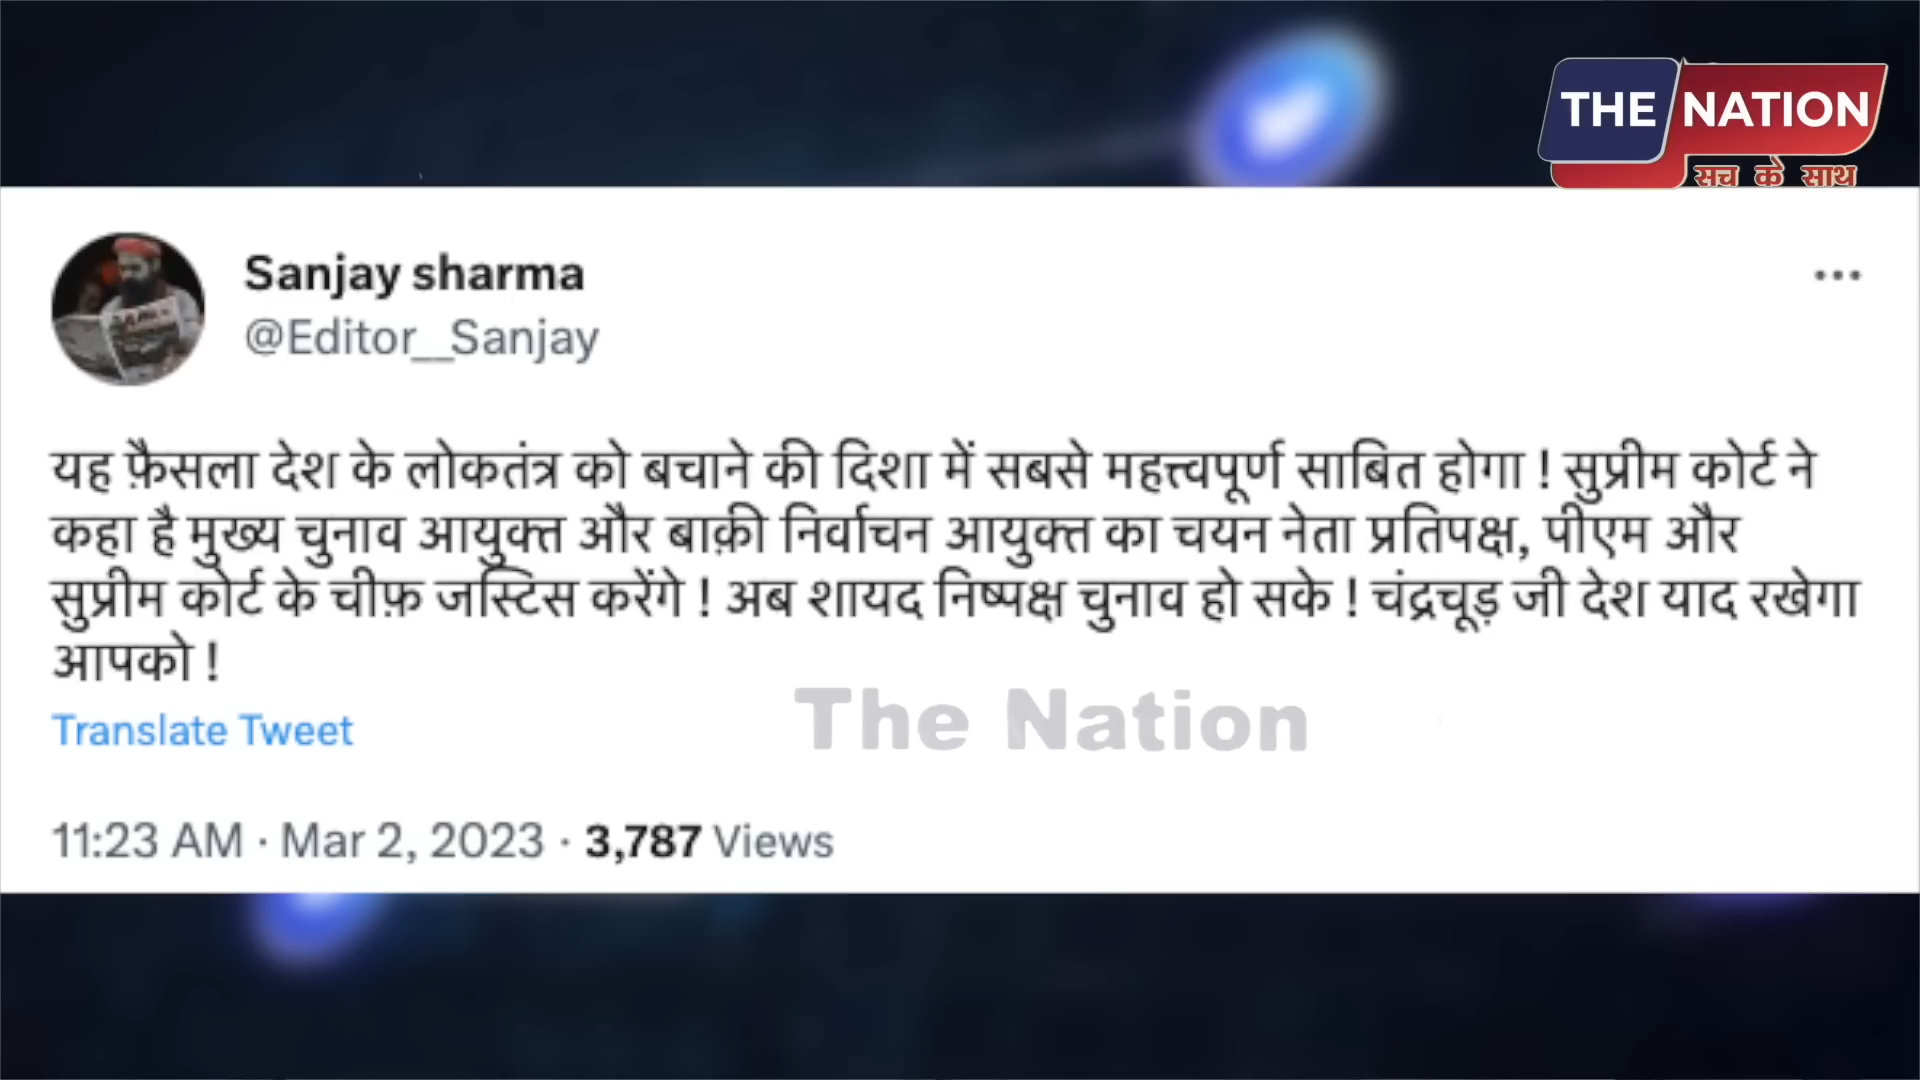 THE NATION
सच के साथ
Sanjay sharma
@Editor__Sanjay
यह फ़ैसला देश के लोकतंत्र को बचाने की दिशा में सबसे महत्त्वपूर्ण साबित होगा ! सुप्रीम कोर्ट ने
कहा है मुख्य चुनाव आयुक्त और बाक़ी निर्वाचन आयुक्त का चयन नेता प्रतिपक्ष, पीएम और
सुप्रीम कोर्ट के चीफ़ जस्टिस करेंगे ! अब शायद निष्पक्ष चुनाव हो सके ! चंद्रचूड़ जी देश याद रखेगा
आपको !
The Nation
Translate Tweet
11:23 AM · Mar 2, 2023 · 3,787 Views